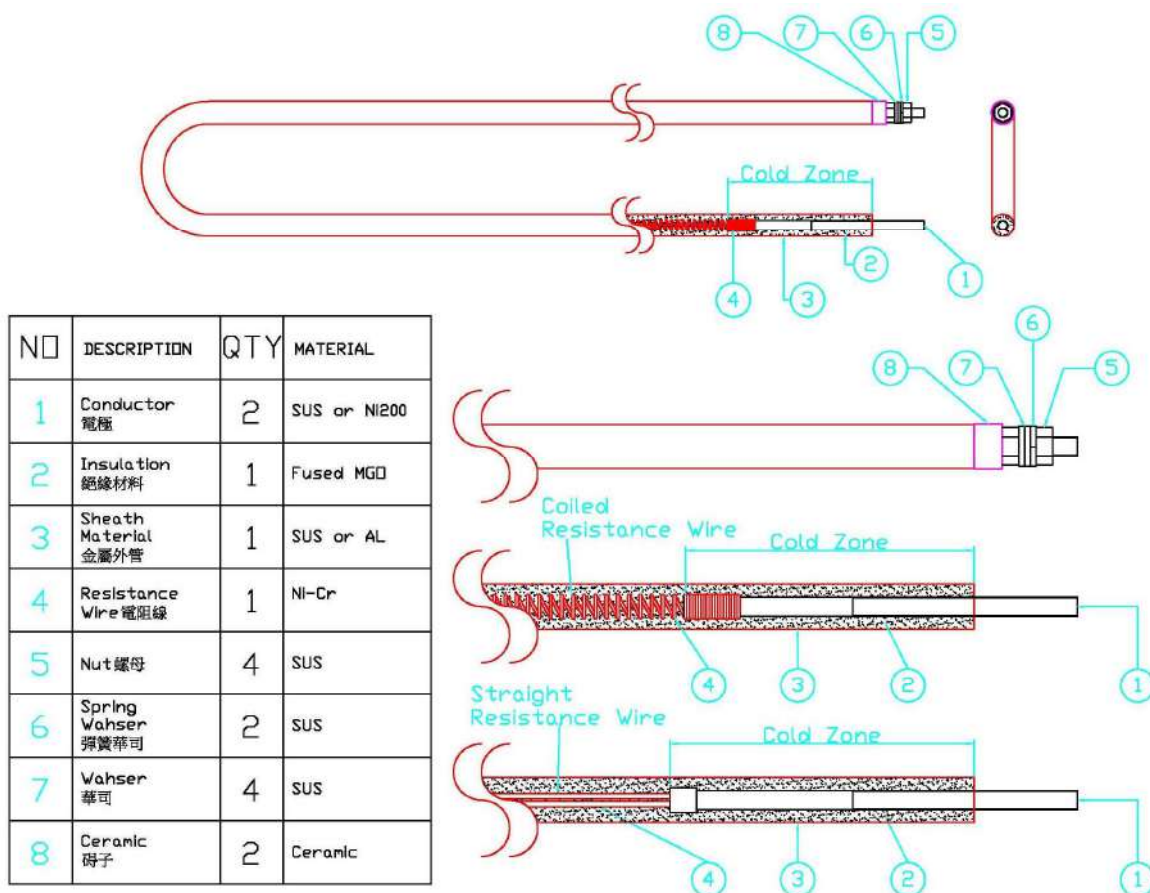 8 7 6 5
Cold Zone
4 3 2 1
NO DESCRIPTION QTY MATERIAL
1 Conductor 2 SUS or NI200
電極
2 Insulation 1 Fused MGO
絕緣材料
3 Sheath 1 SUS or AL
Material
金屬外管
4 Resistance 1 Ni-Cr
Wire電阻線
5 Nut螺母 4 SUS
6 Spring 2 SUS
Wahser
彈簧華司
7 Wahser 4 SUS
華司
8 Ceramic 2 Ceramic
碍子
8 7 6 5
Coiled
Resistance Wire
Cold Zone
4 3 2 1
Straight
Resistance Wire
Cold Zone
4 3 2 1